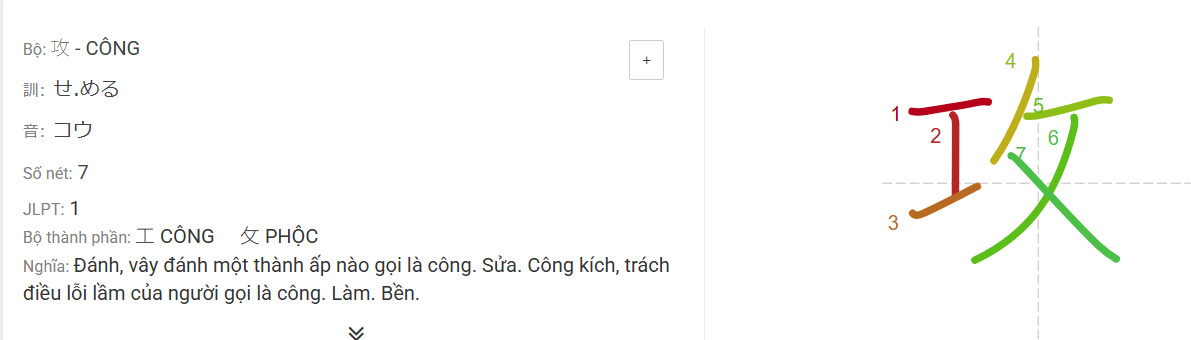 Bộ: 攻 - CÔNG
+
訓: せ.める
音: コウ
Số nét: 7
JLPT: 1
Bộ thành phần: 工 CÔNG 攵 PHỘC
Nghĩa: Đánh, vây đánh một thành ấp nào gọi là công. Sửa. Công kích, trách
điều lỗi lầm của người gọi là công. Làm. Bền.
攻
1
2
3
4
5
6
7